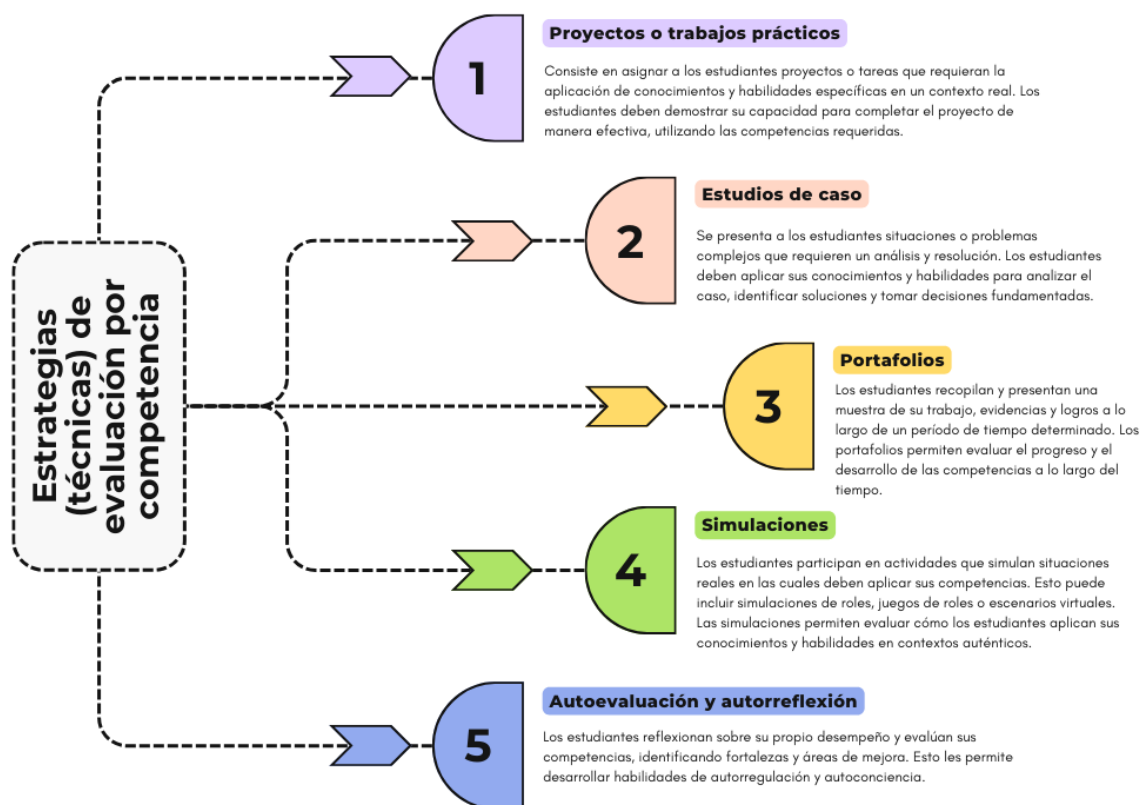 Estrategias
(técnicas) de
evaluación por
competencia
1
Proyectos o trabajos prácticos
Consiste en asignar a los estudiantes proyectos o tareas que requieran la
aplicación de conocimientos y habilidades específicas en un contexto real. Los
estudiantes deben demostrar su capacidad para completar el proyecto de
manera efectiva, utilizando las competencias requeridas.
2
Estudios de caso
Se presenta a los estudiantes situaciones o problemas
complejos que requieren un análisis y resolución. Los estudiantes
deben aplicar sus conocimientos y habilidades para analizar el
caso, identificar soluciones y tomar decisiones fundamentadas.
3
Portafolios
Los estudiantes recopilan y presentan una
muestra de su trabajo, evidencias y logros a lo
largo de un período de tiempo determinado. Los
portafolios permiten evaluar el progreso y el
desarrollo de las competencias a lo largo del
tiempo.
4
Simulaciones
Los estudiantes participan en actividades que simulan situaciones
reales en las cuales deben aplicar sus competencias. Esto puede
incluir simulaciones de roles, juegos de roles o escenarios virtuales.
Las simulaciones permiten evaluar cómo los estudiantes aplican sus
conocimientos y habilidades en contextos auténticos.
5
Autoevaluación y autorreflexión
Los estudiantes reflexionan sobre su propio desempeño y evalúan sus
competencias, identificando fortalezas y áreas de mejora. Esto les permite
desarrollar habilidades de autorregulación y autoconciencia.